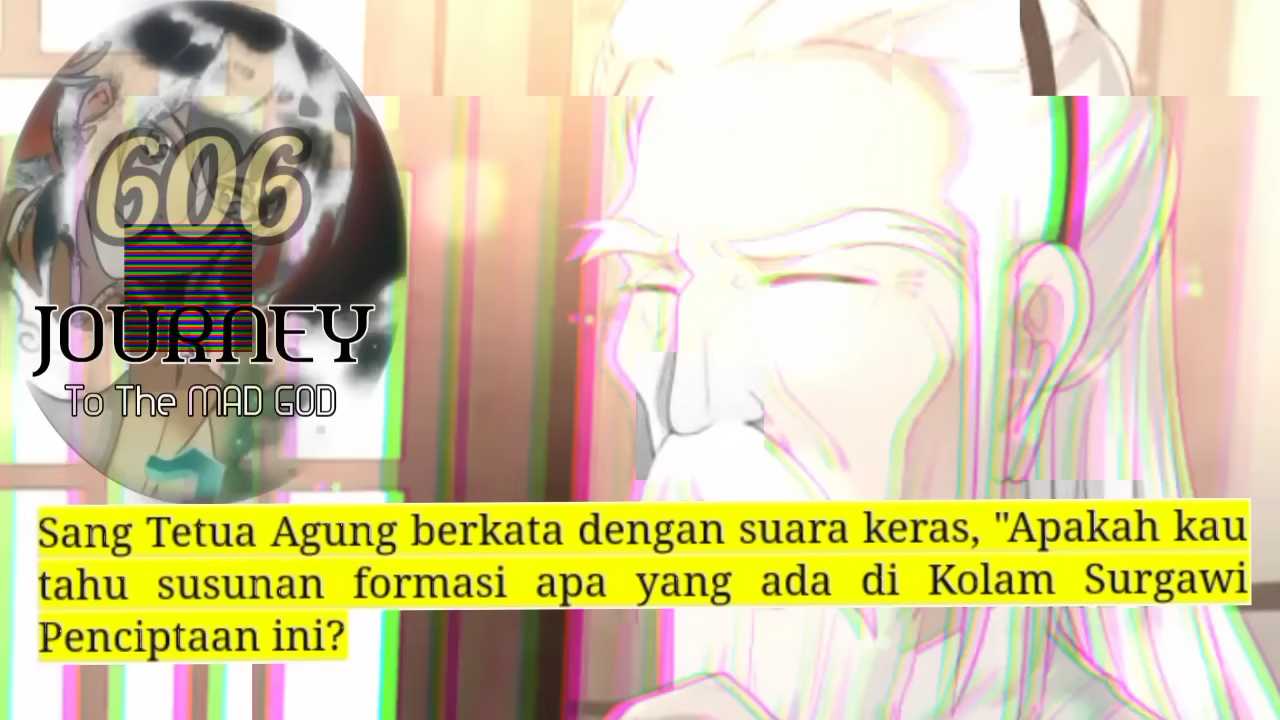 606
JOURNEY
To The MAD GOD
Sang Tetua Agung berkata dengan suara keras, "Apakah kau
tahu susunan formasi apa yang ada di Kolam Surgawi
Penciptaan ini?